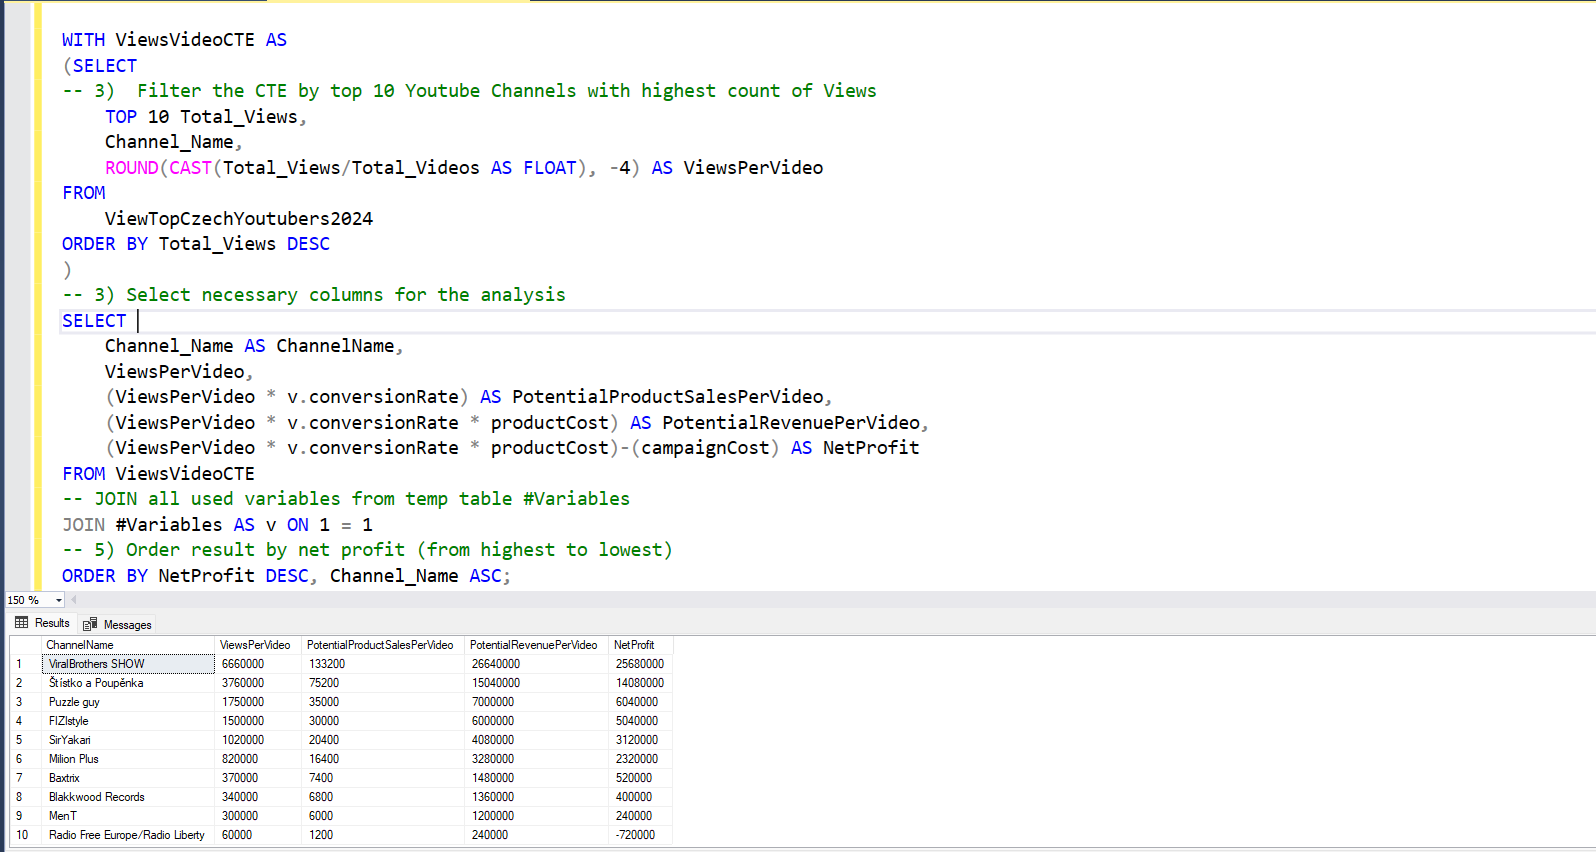 WITH ViewsVideoCTE AS
(SELECT
-- 3)  Filter the CTE by top 10 Youtube Channels with highest count of Views
    TOP 10 Total_Views,
    Channel_Name,
    ROUND(CAST(Total_Views/Total_Videos AS FLOAT), -4) AS ViewsPerVideo
FROM
    ViewTopCzechYoutubers2024
ORDER BY Total_Views DESC
)
-- 3) Select necessary columns for the analysis
SELECT
    Channel_Name AS ChannelName,
    ViewsPerVideo,
    (ViewsPerVideo * v.conversionRate) AS PotentialProductSalesPerVideo,
    (ViewsPerVideo * v.conversionRate * productCost) AS PotentialRevenuePerVideo,
    (ViewsPerVideo * v.conversionRate * productCost)-(campaignCost) AS NetProfit
FROM ViewsVideoCTE
-- JOIN all used variables from temp table #Variables
JOIN #Variables AS v ON 1 = 1
-- 5) Order result by net profit (from highest to lowest)
ORDER BY NetProfit DESC, Channel_Name ASC;
150 %
Results Messages
ChannelName ViewsPerVideo PotentialProductSalesPerVideo PotentialRevenuePerVideo NetProfit
1 ViralBrothers SHOW 6660000 133200 26640000 25680000
2 Štístko a Poupěnka 3760000 75200 15040000 14080000
3 Puzzle guy 1750000 35000 7000000 6040000
4 FIZIstyle 1500000 30000 6000000 5040000
5 SirYakari 1020000 20400 4080000 3120000
6 Milion Plus 820000 16400 3280000 2320000
7 Baxtrix 370000 7400 1480000 520000
8 Blakkwood Records 340000 6800 1360000 400000
9 MenT 300000 6000 1200000 240000
10 Radio Free Europe/Radio Liberty 60000 1200 240000 -720000